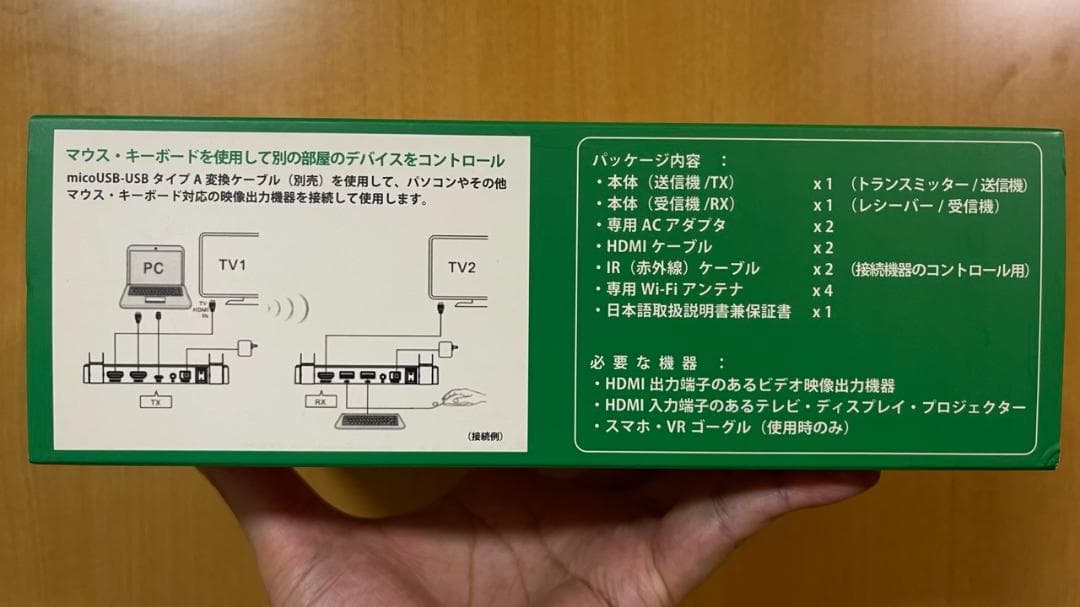 マウス・キーボードを使用して別の部屋のデバイスをコントロール
micoUSB-USB タイプ A 変換ケーブル（別売）を使用して、パソコンやその他
マウス・キーボード対応の映像出力機器を接続して使用します。
PC
TV1
TV
HDMI
IN
TX
TV2
RX
（接続例）
パッケージ内容 ：
・本体（送信機 /TX） x 1 （トランスミッター / 送信機）
・本体（受信機 /RX） x 1 （レシーバー / 受信機）
・専用 AC アダプタ x 2
・HDMI ケーブル x 2
・IR（赤外線）ケーブル x 2 （接続機器のコントロール用）
・専用 Wi-Fi アンテナ x 4
・日本語取扱説明書兼保証書 x 1
必要な機器 ：
・HDMI 出力端子のあるビデオ映像出力機器
・HDMI 入力端子のあるテレビ・ディスプレイ・プロジェクター
・スマホ・VR ゴーグル（使用時のみ）